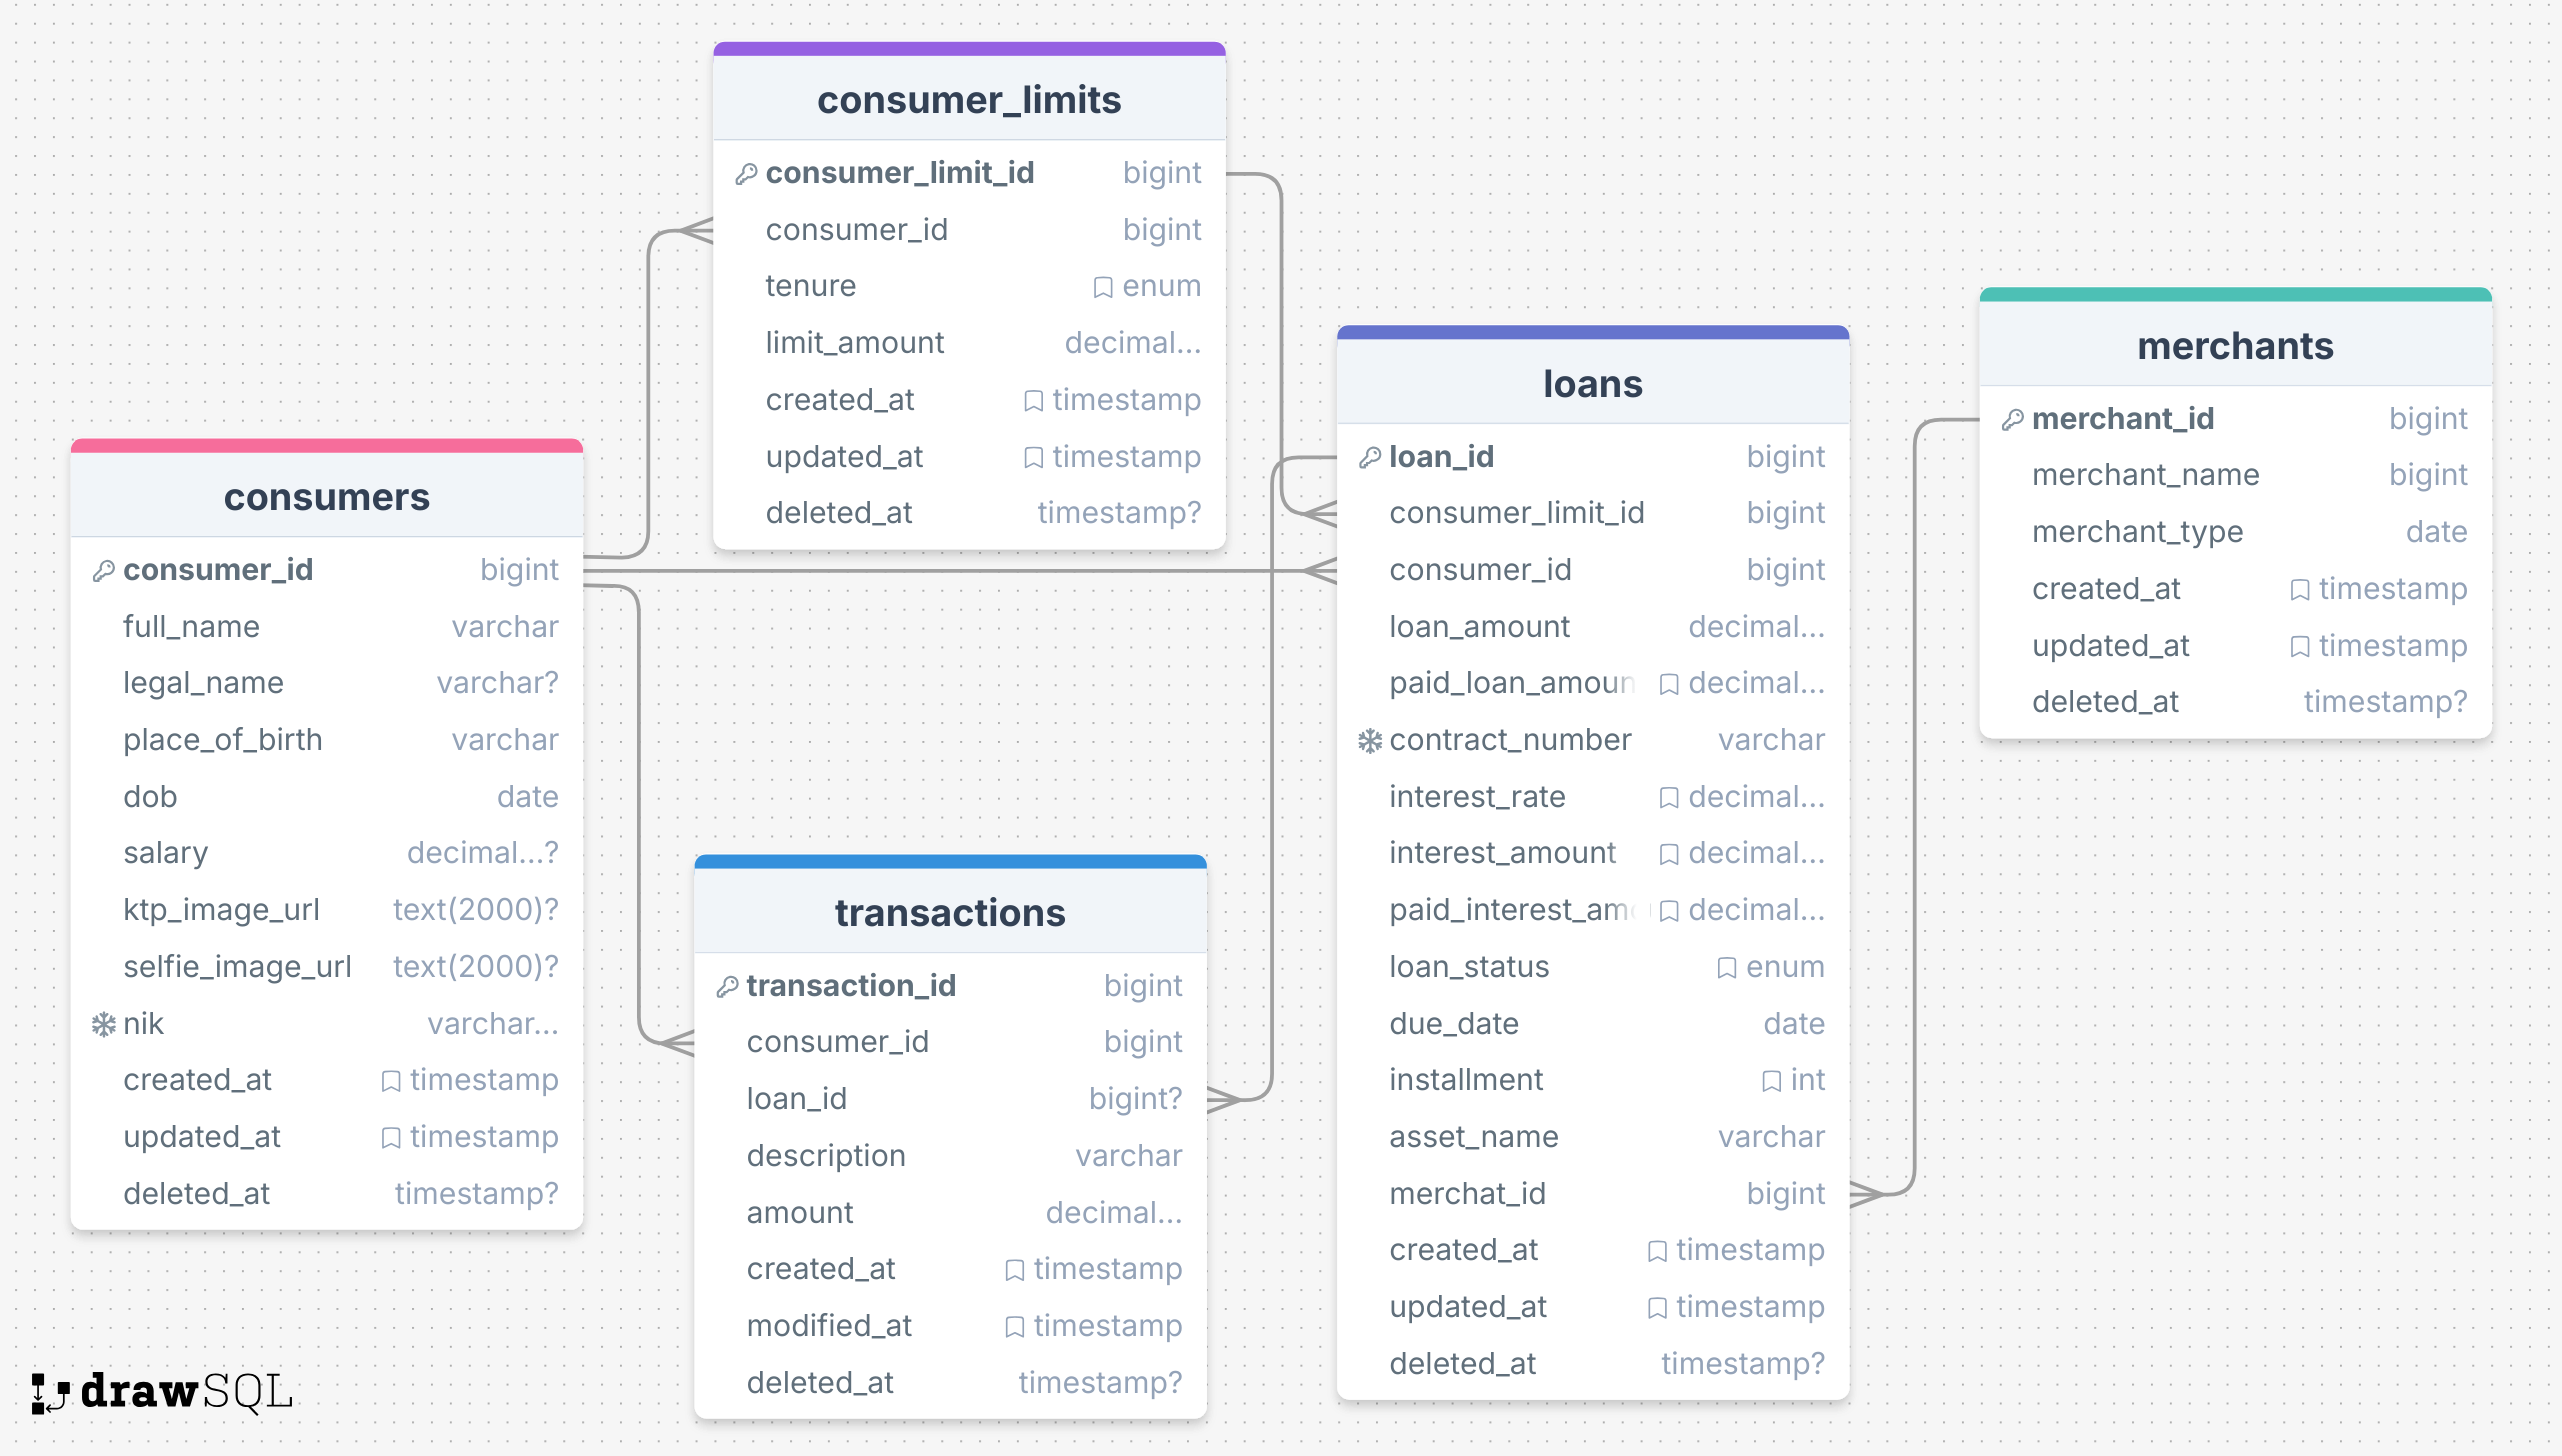 consumer_limits
consumer_limit_id bigint
consumer_id bigint
tenure enum
limit_amount decimal...
created_at timestamp
updated_at timestamp
deleted_at timestamp?
consumers
consumer_id bigint
full_name varchar
legal_name varchar?
place_of_birth varchar
dob date
salary decimal...?
ktp_image_url text(2000)?
selfie_image_url text(2000)?
nik varchar...
created_at timestamp
updated_at timestamp
deleted_at timestamp?
transactions
transaction_id bigint
consumer_id bigint
loan_id bigint?
description varchar
amount decimal...
created_at timestamp
modified_at timestamp
deleted_at timestamp?
loans
loan_id bigint
consumer_limit_id bigint
consumer_id bigint
loan_amount decimal...
paid_loan_amoun decimal...
contract_number varchar
interest_rate decimal...
interest_amount decimal...
paid_interest_am decimal...
loan_status enum
due_date date
installment int
asset_name varchar
merchat_id bigint
created_at timestamp
updated_at timestamp
deleted_at timestamp?
merchants
merchant_id bigint
merchant_name bigint
merchant_type date
created_at timestamp
updated_at timestamp
deleted_at timestamp?
drawSQL